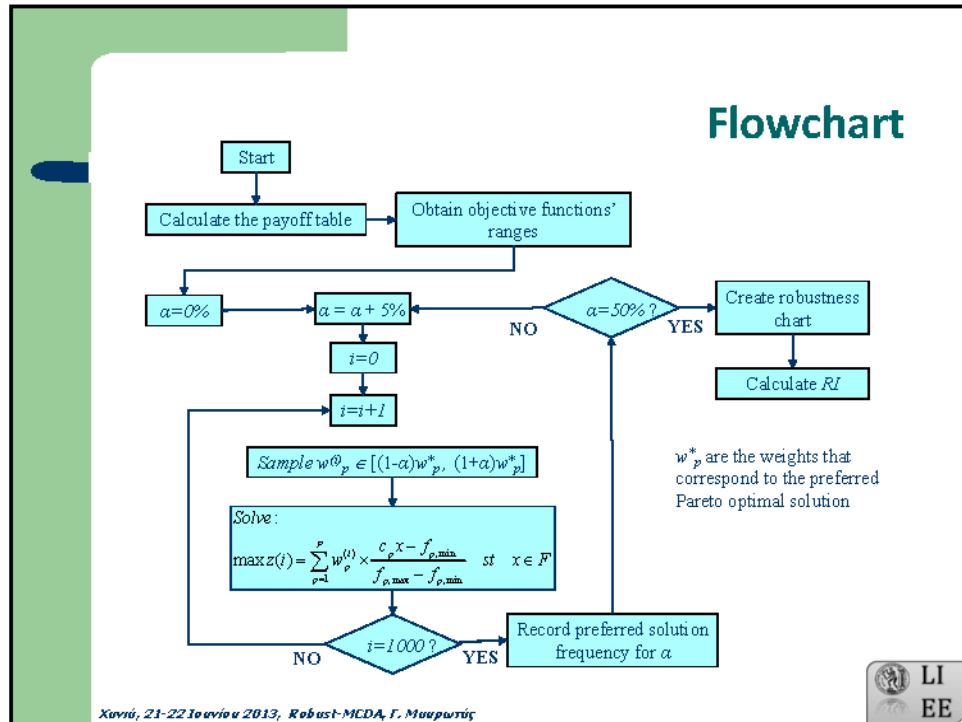 Flowchart
Start
Calculate the payoff table
Obtain objective functions'
ranges
α=0%
α = α + 5%
α=50% ?
NO
YES
Create robustness
chart
i=0
Calculate RI
i=i+1
Sample w⁽ⁱ⁾ₚ ∈ [(1-α)w*ₚ, (1+α)w*ₚ]
w*ₚ are the weights that
correspond to the preferred
Pareto optimal solution
Solve:
max z(i) = ∑ₚ₌₁ᴾ wₚ⁽ⁱ⁾ × (cₚx − fₚ,min) / (fₚ,max − fₚ,min) st x ∈ F
i=1000 ?
NO
YES
Record preferred solution
frequency for α
Χανιά, 21-22 Ιουνίου 2013, Robust-MCDA, Γ. Μαυρωτάς
LI
EE